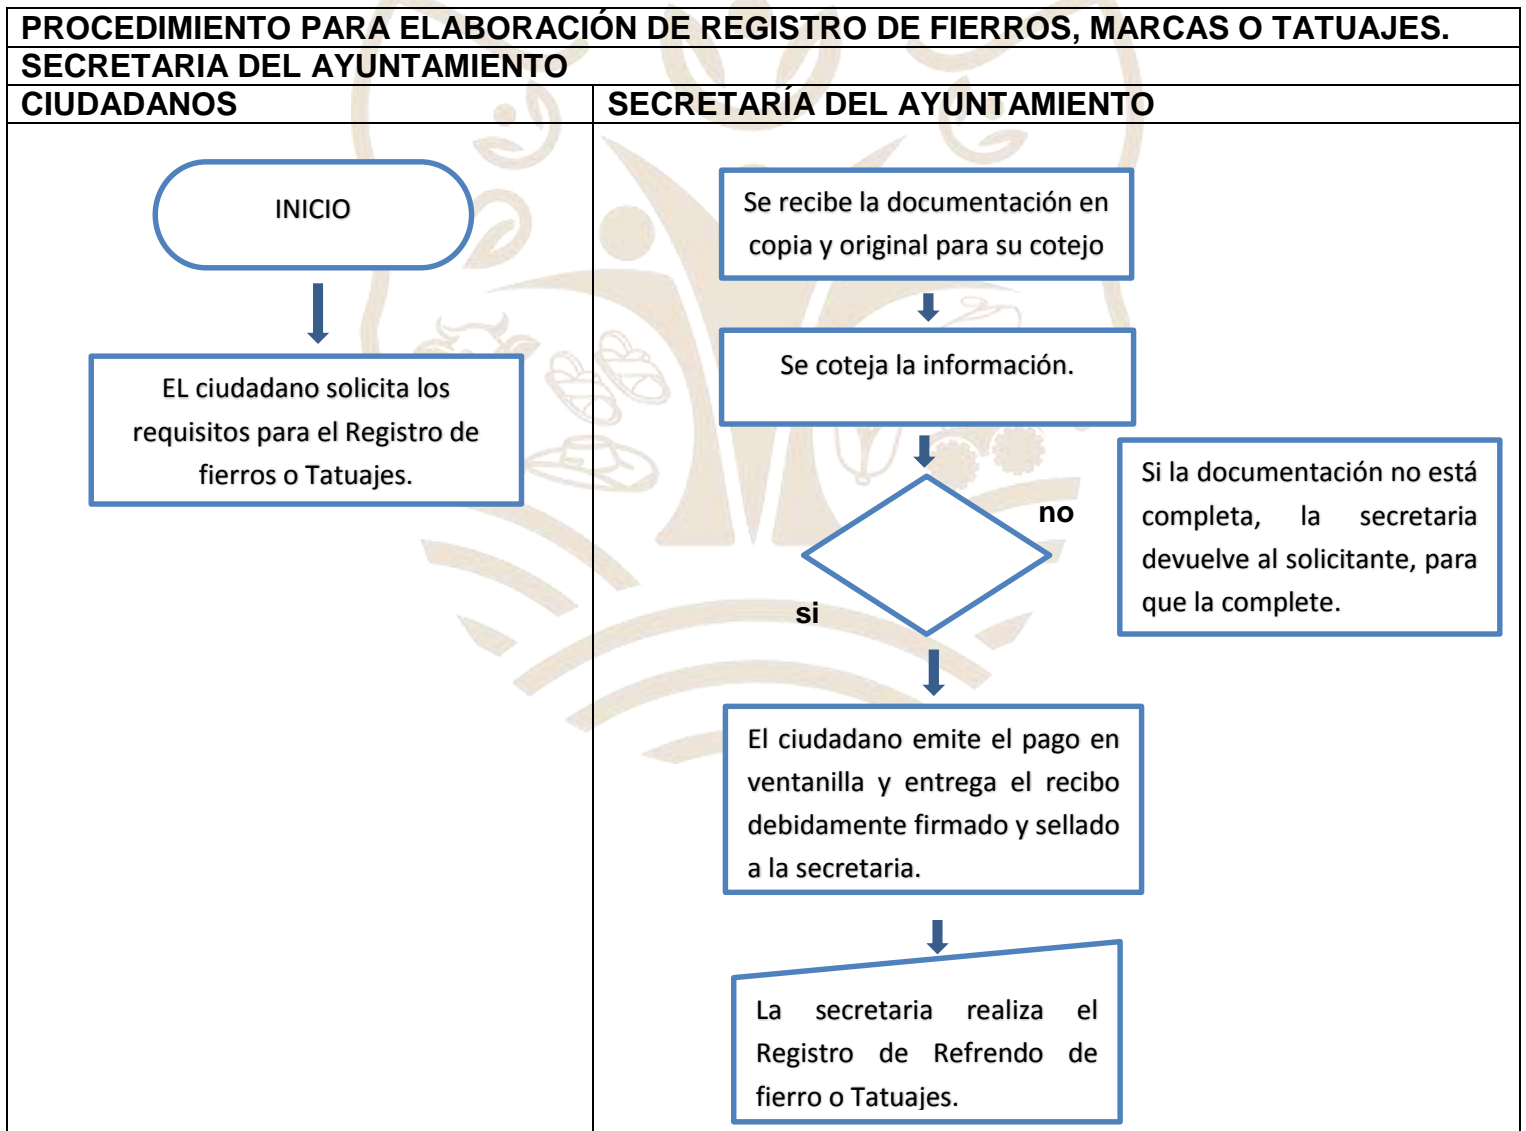 PROCEDIMIENTO PARA ELABORACIÓN DE REGISTRO DE FIERROS, MARCAS O TATUAJES.
SECRETARIA DEL AYUNTAMIENTO
CIUDADANOS
SECRETARÍA DEL AYUNTAMIENTO
INICIO
EL ciudadano solicita los
requisitos para el Registro de
fierros o Tatuajes.
Se recibe la documentación en
copia y original para su cotejo
Se coteja la información.
no
Si la documentación no está
completa, la secretaria
devuelve al solicitante, para
que la complete.
si
El ciudadano emite el pago en
ventanilla y entrega el recibo
debidamente firmado y sellado
a la secretaria.
La secretaria realiza el
Registro de Refrendo de
fierro o Tatuajes.